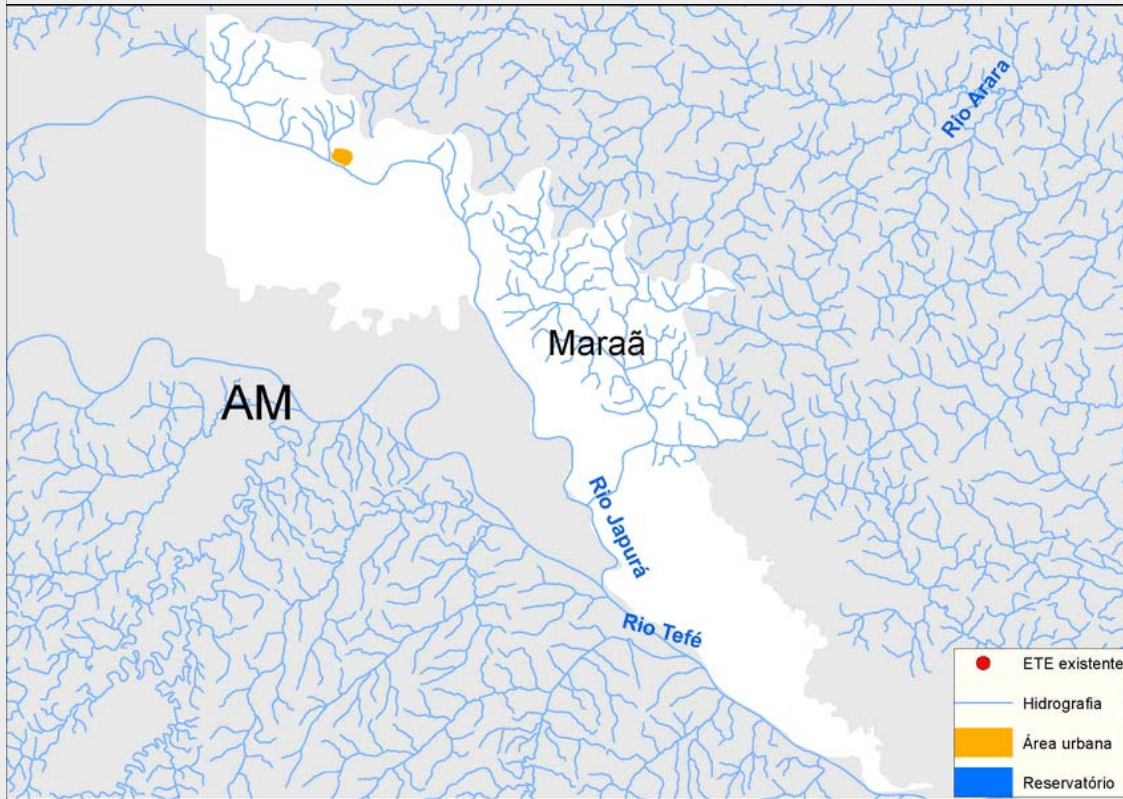 Rio Arara
Maraã
AM
Rio Japurá
Rio Tefé
ETE existente
Hidrografia
Área urbana
Reservatório